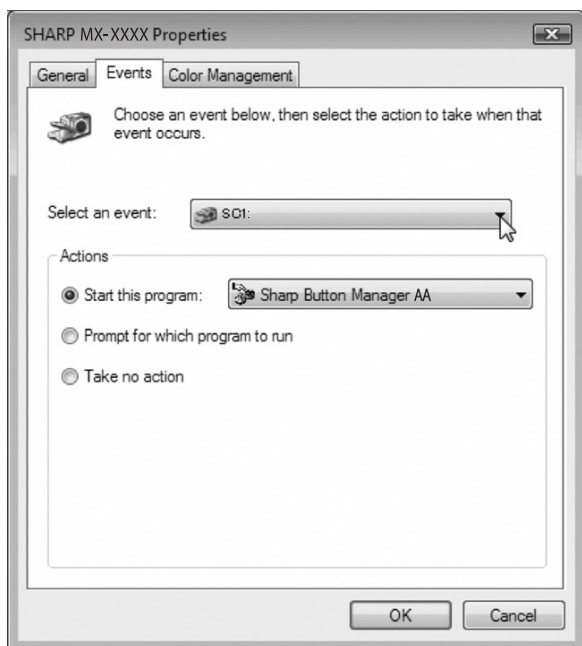 SHARP MX-XXXX Properties
General Events Color Management
Choose an event below, then select the action to take when that
event occurs.
Select an event: SC1:
Actions
Start this program: Sharp Button Manager AA
Prompt for which program to run
Take no action
OK Cancel